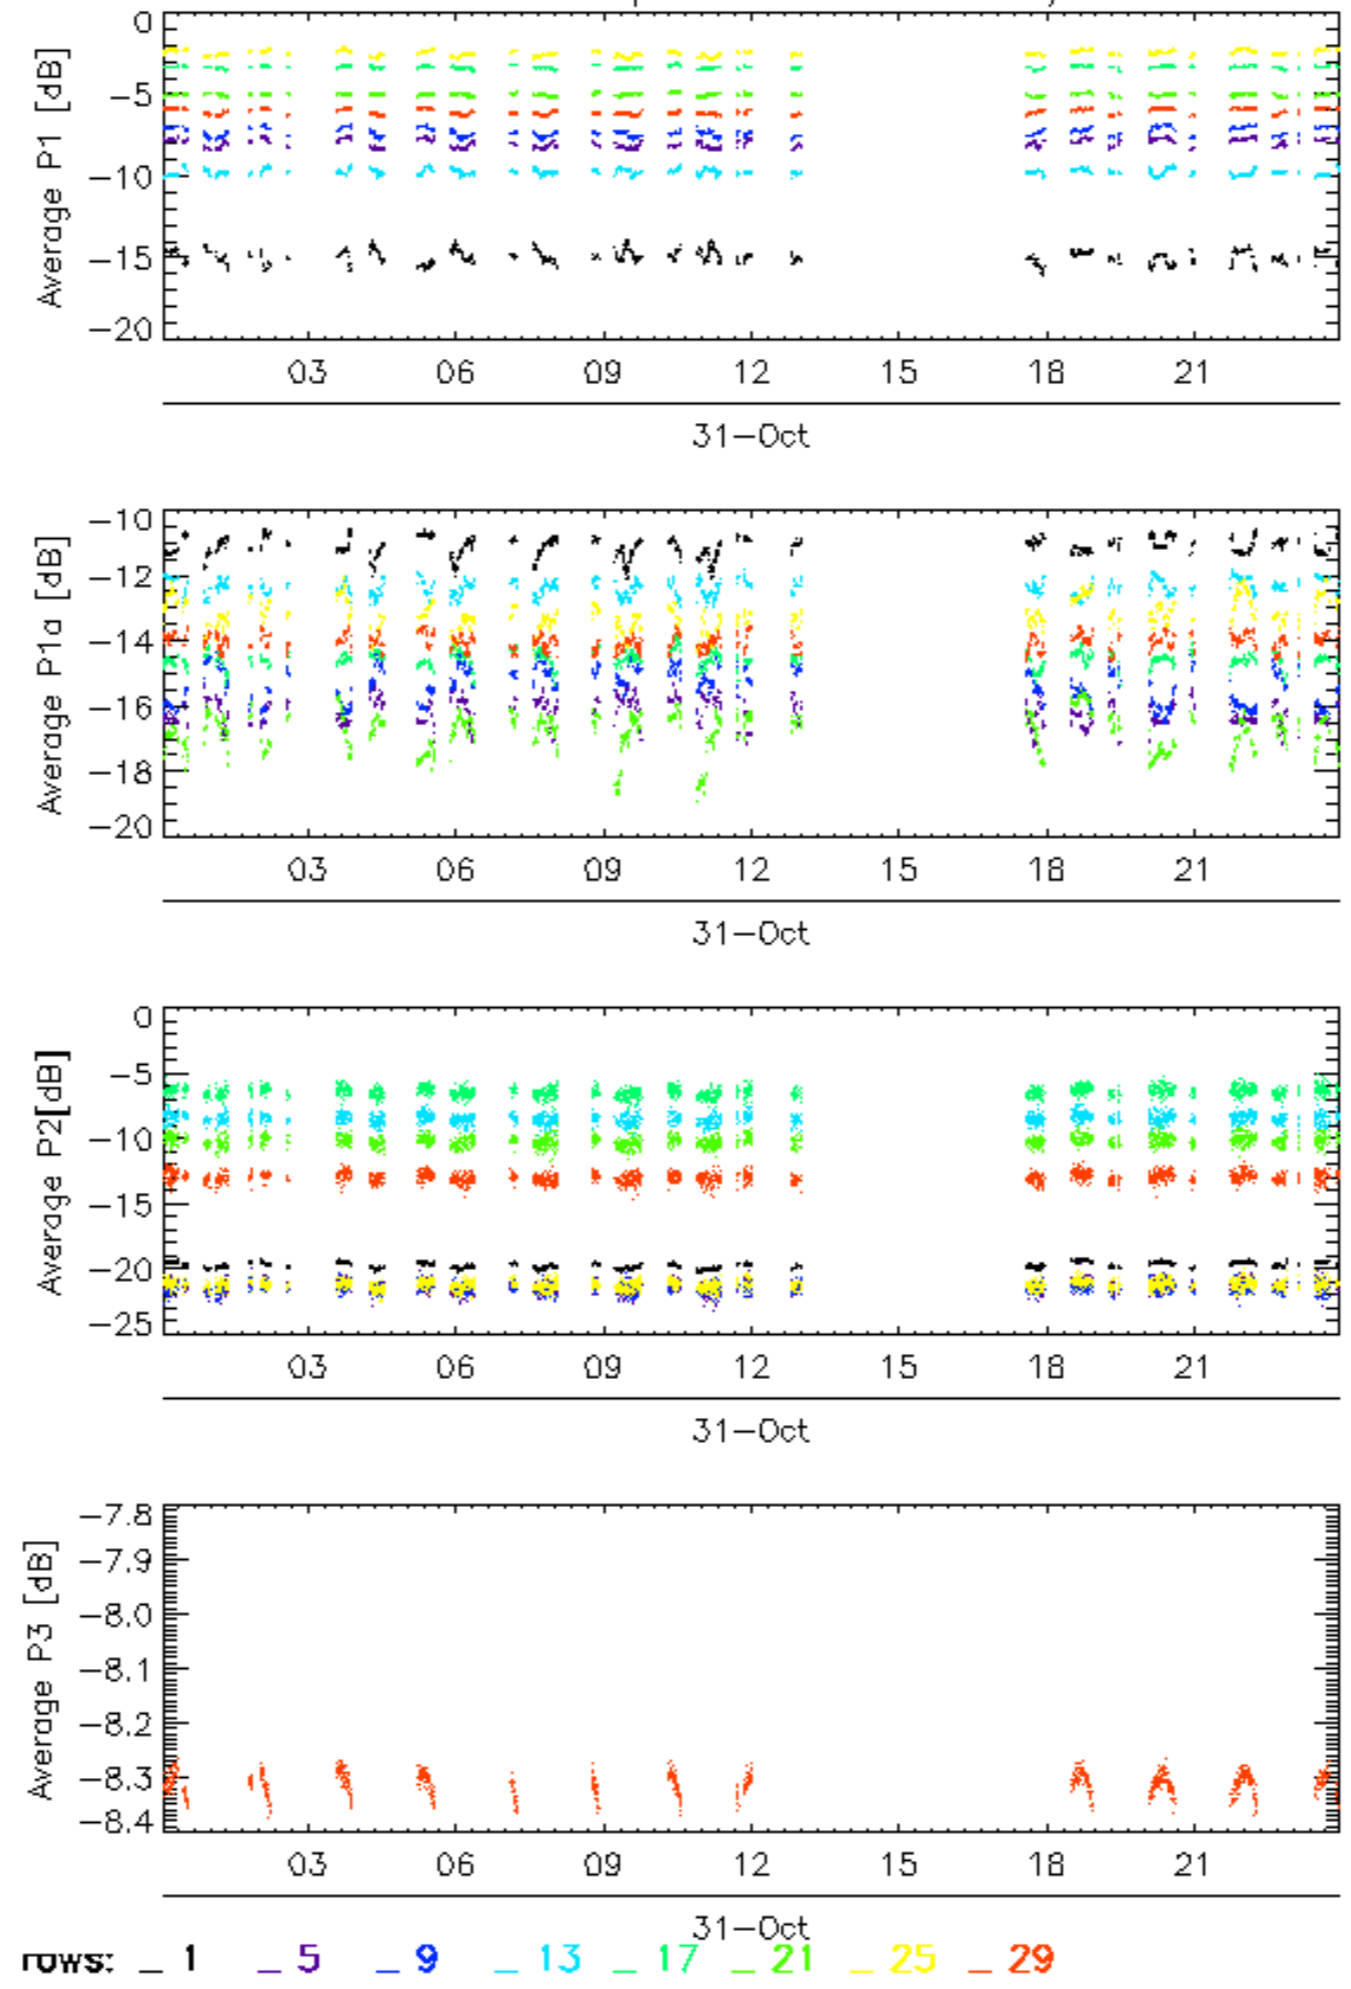 0
−5
−10
−15
−20
Average P1 [dB]
03 06 09 12 15 18 21
31−Oct
−10
−12
−14
−16
−18
−20
Average P1a [dB]
03 06 09 12 15 18 21
31−Oct
0
−5
−10
−15
−20
−25
Average P2[dB]
03 06 09 12 15 18 21
31−Oct
−7.8
−7.9
−8.0
−8.1
−8.2
−8.3
−8.4
Average P3 [dB]
03 06 09 12 15 18 21
31−Oct
rows: _ 1 _ 5 _ 9 _ 13 _ 17 _ 21 _ 25 _ 29